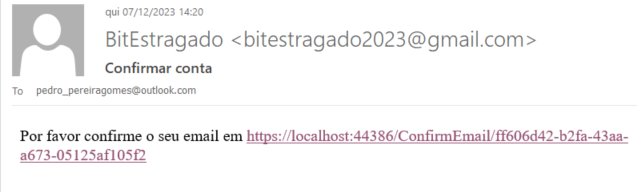 qui 07/12/2023 14:20
BitEstragado <bitestragado2023@gmail.com>
Confirmar conta
To pedro_pereiragomes@outlook.com
Por favor confirme o seu email em https://localhost:44386/ConfirmEmail/ff606d42-b2fa-43aa-
a673-05125af105f2